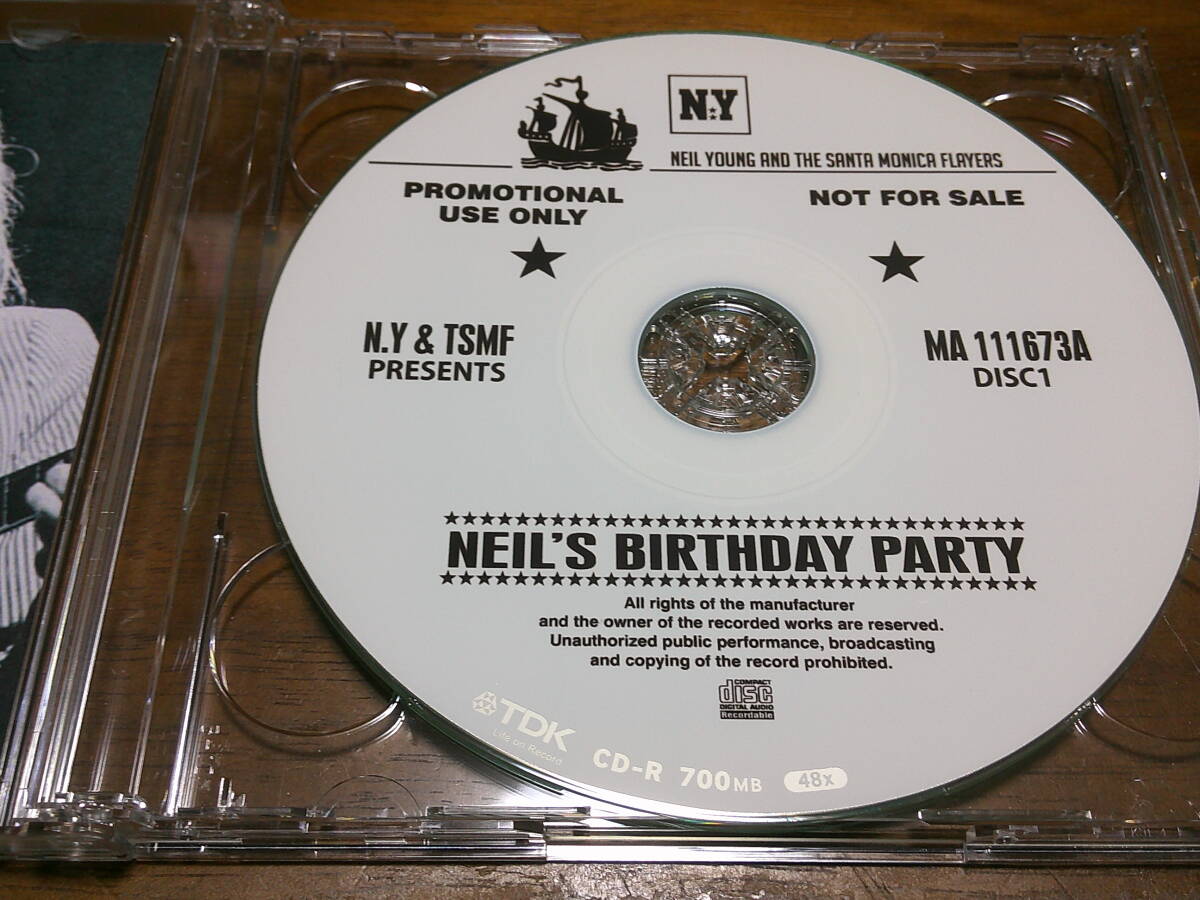 N.Y
NEIL YOUNG AND THE SANTA MONICA FLAYERS
PROMOTIONAL
USE ONLY
NOT FOR SALE
N.Y & TSMF
PRESENTS
MA 111673A
DISC1
NEIL'S BIRTHDAY PARTY
All rights of the manufacturer
and the owner of the recorded works are reserved.
Unauthorized public performance, broadcasting
and copying of the record prohibited.
COMPACT
disc
DIGITAL AUDIO
Recordable
TDK
Life on Record
CD-R 700MB 48x